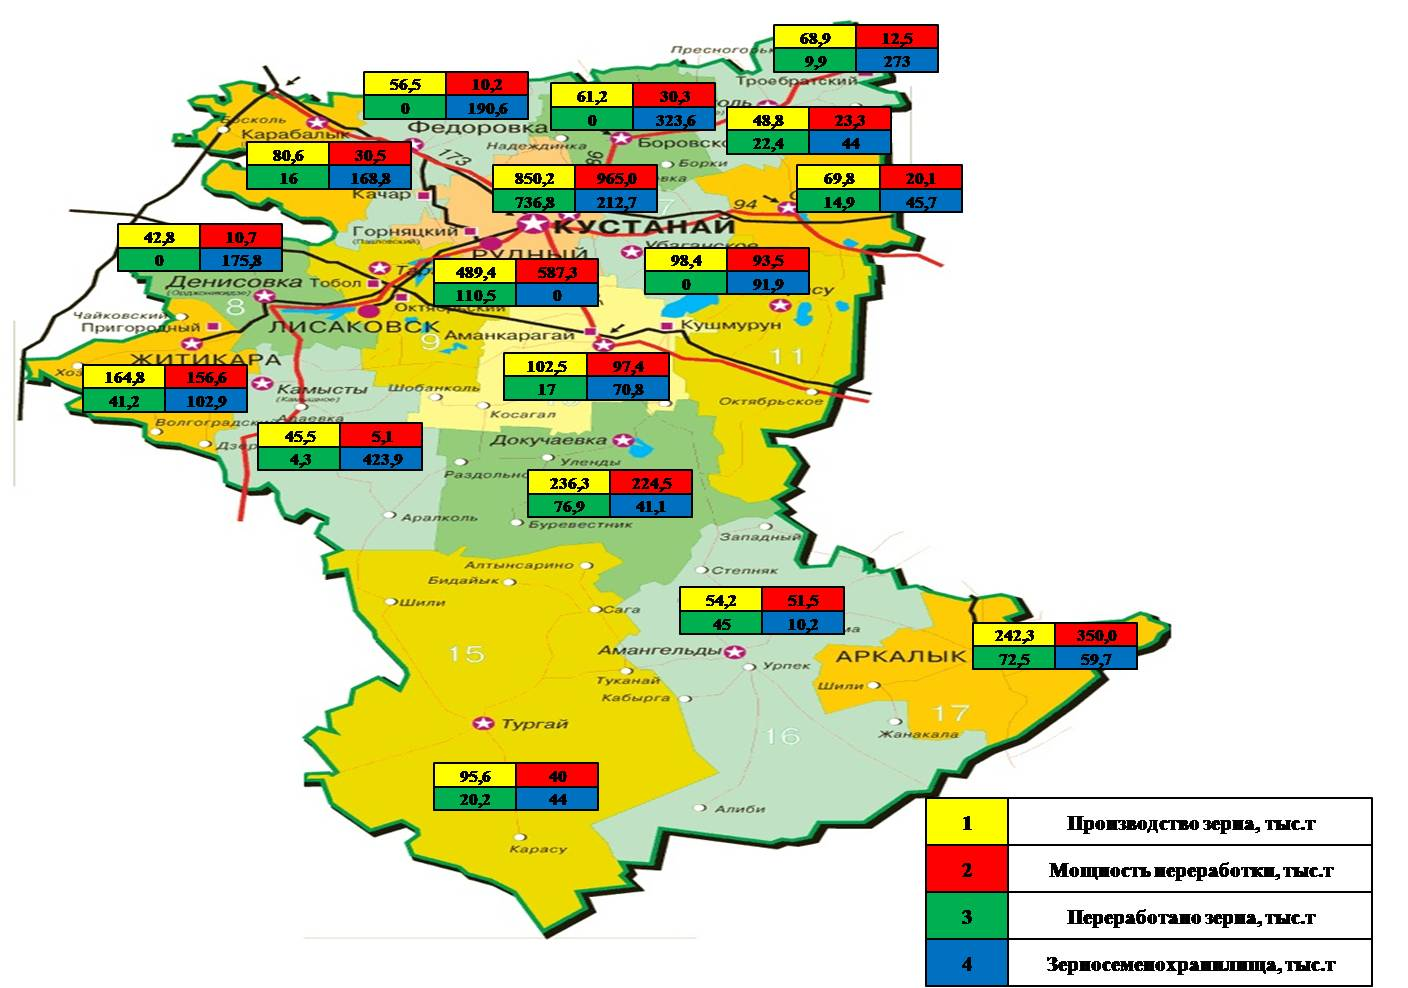 68,9 12,5
9,9 273
Троебратский
56,5 10,2
0 190,6
61,2 30,3
0 323,6
48,8 23,3
22,4 44
Карабалык
Федоровка
Надеждинка
Борки
173
80,6 30,5
16 168,8
850,2 965,0
736,8 212,7
69,8 20,1
14,9 45,7
Качар
94
7
Горняцкий
КУСТАНАЙ
РУДНЫЙ
Убаганское
42,8 10,7
0 175,8
489,4 587,3
110,5 0
98,4 93,5
0 91,9
Денисовка
(Орджоникидзе)
Тобол
8
Октябрьский
Чайковский
Пригородный
ЛИСАКОВСК
9
Аманкарагай
Кушмурун
11
ЖИТИКАРА
164,8 156,6
41,2 102,9
102,5 97,4
17 70,8
Камысты
Шобанколь
Косагал
Октябрьское
45,5 5,1
4,3 423,9
Докучаевка
Уленды
236,3 224,5
76,9 41,1
Аралколь
Буревестник
Западный
Алтынсарино
Бидайык
Степняк
Шили
Сага
54,2 51,5
45 10,2
242,3 350,0
72,5 59,7
15
Амангельды
АРКАЛЫК
Урпек
Туканай
Кабырга
Шили
17
Тургай
16
Жанакала
95,6 40
20,2 44
Алиби
Карасу
1 Производство зерна, тыс.т
2 Мощность переработки, тыс.т
3 Переработано зерна, тыс.т
4 Зерносеменохранилища, тыс.т